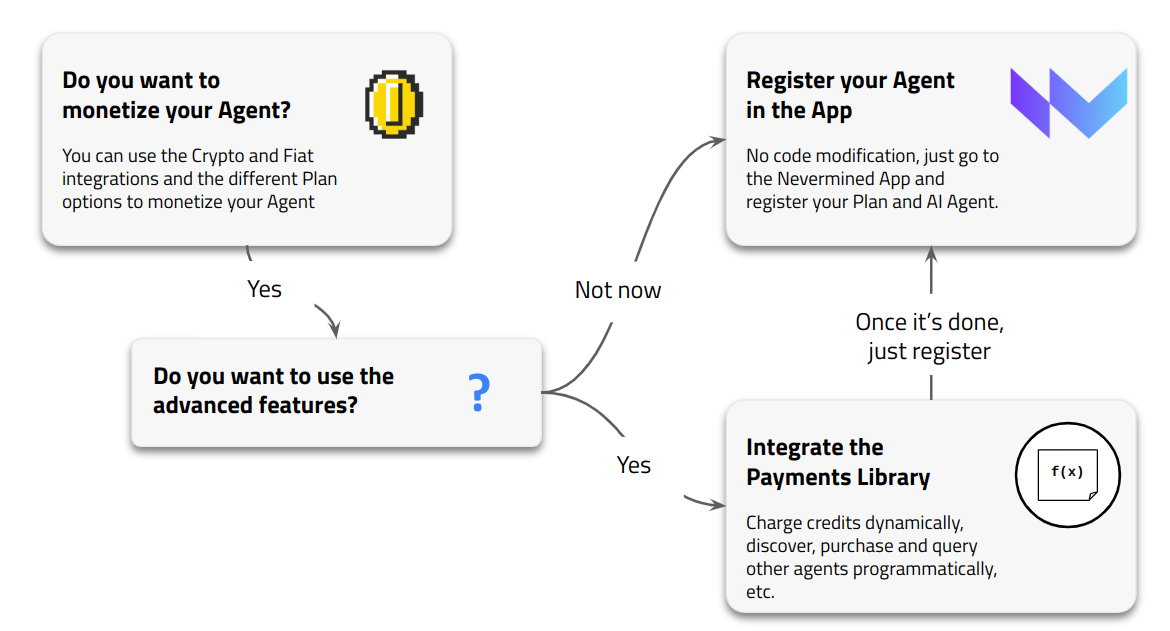 Do you want to
monetize your Agent?
You can use the Crypto and Fiat
integrations and the different Plan
options to monetize your Agent
Yes
Do you want to use the
advanced features?
?
Not now
Yes
Register your Agent
in the App
No code modification, just go to
the Nevermined App and
register your Plan and AI Agent.
Once it’s done,
just register
Integrate the
Payments Library
f(x)
Charge credits dynamically,
discover, purchase and query
other agents programmatically,
etc.